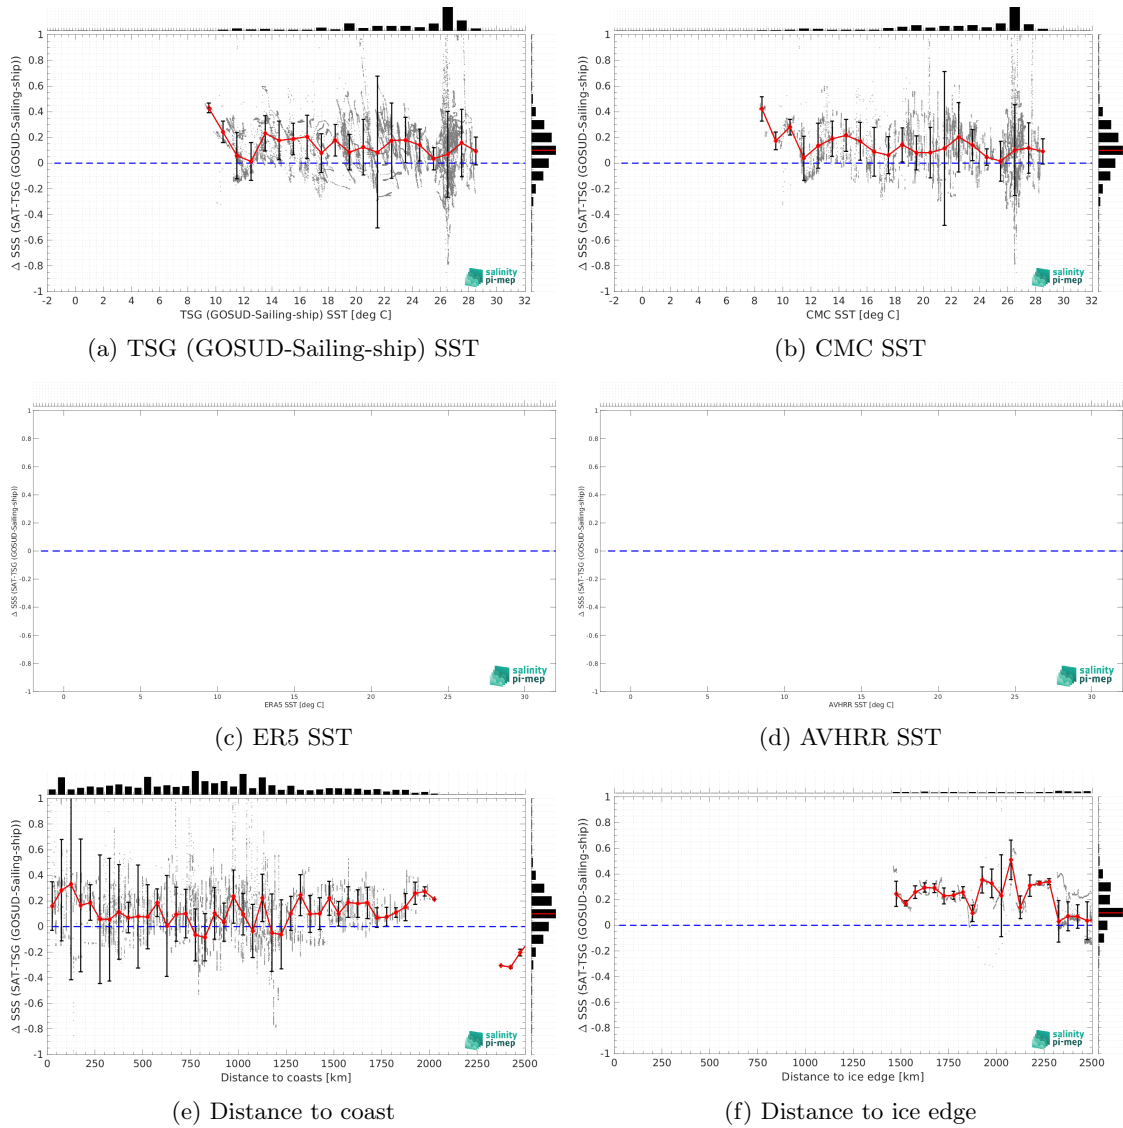 1
0.8
0.6
0.4
0.2
0
-0.2
-0.4
-0.6
-0.8
-1
Δ SSS (SAT-TSG (GOSUD-Sailing-ship))
salinity
pi-mep
-2 0 2 4 6 8 10 12 14 16 18 20 22 24 26 28 30 32
TSG (GOSUD-Sailing-ship) SST [deg C]
(a) TSG (GOSUD-Sailing-ship) SST
1
0.8
0.6
0.4
0.2
0
-0.2
-0.4
-0.6
-0.8
-1
Δ SSS (SAT-TSG (GOSUD-Sailing-ship))
salinity
pi-mep
-2 0 2 4 6 8 10 12 14 16 18 20 22 24 26 28 30 32
CMC SST [deg C]
(b) CMC SST
1
0.8
0.6
0.4
0.2
0
-0.2
-0.4
-0.6
-0.8
-1
Δ SSS (SAT-TSG (GOSUD-Sailing-ship))
salinity
pi-mep
0 5 10 15 20 25 30
ERA5 SST [deg C]
(c) ER5 SST
1
0.8
0.6
0.4
0.2
0
-0.2
-0.4
-0.6
-0.8
-1
Δ SSS (SAT-TSG (GOSUD-Sailing-ship))
salinity
pi-mep
0 5 10 15 20 25 30
AVHRR SST [deg C]
(d) AVHRR SST
1
0.8
0.6
0.4
0.2
0
-0.2
-0.4
-0.6
-0.8
-1
Δ SSS (SAT-TSG (GOSUD-Sailing-ship))
salinity
pi-mep
0 250 500 750 1000 1250 1500 1750 2000 2500
Distance to coasts [km]
(e) Distance to coast
1
0.8
0.6
0.4
0.2
0
-0.2
-0.4
-0.6
-0.8
-1
Δ SSS (SAT-TSG (GOSUD-Sailing-ship))
salinity
pi-mep
0 250 500 750 1000 1250 1500 1750 2000 2250 2500
Distance to ice edge [km]
(f) Distance to ice edge